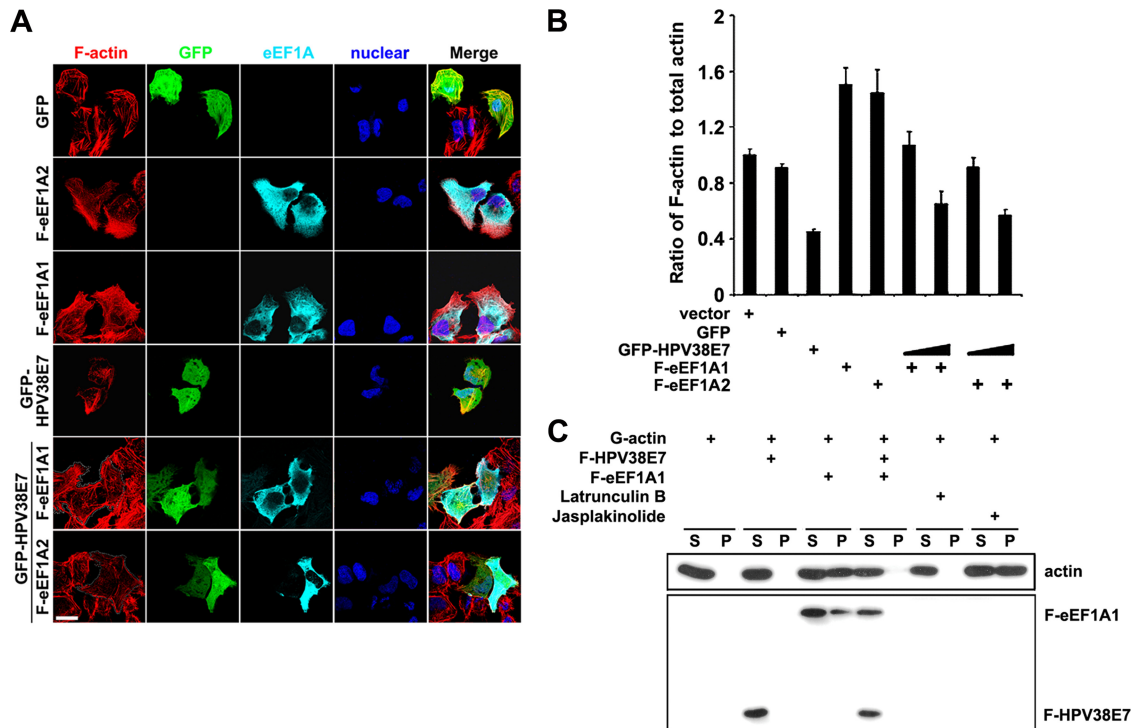 A
F-actin GFP eEF1A nuclear Merge
GFP
F-eEF1A2
F-eEF1A1
GFP-
HPV38E7
GFP-HPV38E7
F-eEF1A1
F-eEF1A2
B
Ratio of F-actin to total actin
2
1.6
1.2
0.8
0.4
0
vector +
GFP +
GFP-HPV38E7 +
F-eEF1A1 + + +
F-eEF1A2 + + +
C
G-actin + + + + + +
F-HPV38E7 + +
F-eEF1A1 + +
Latrunculin B +
Jasplakinolide +
S P S P S P S P S P S P
actin
F-eEF1A1
F-HPV38E7